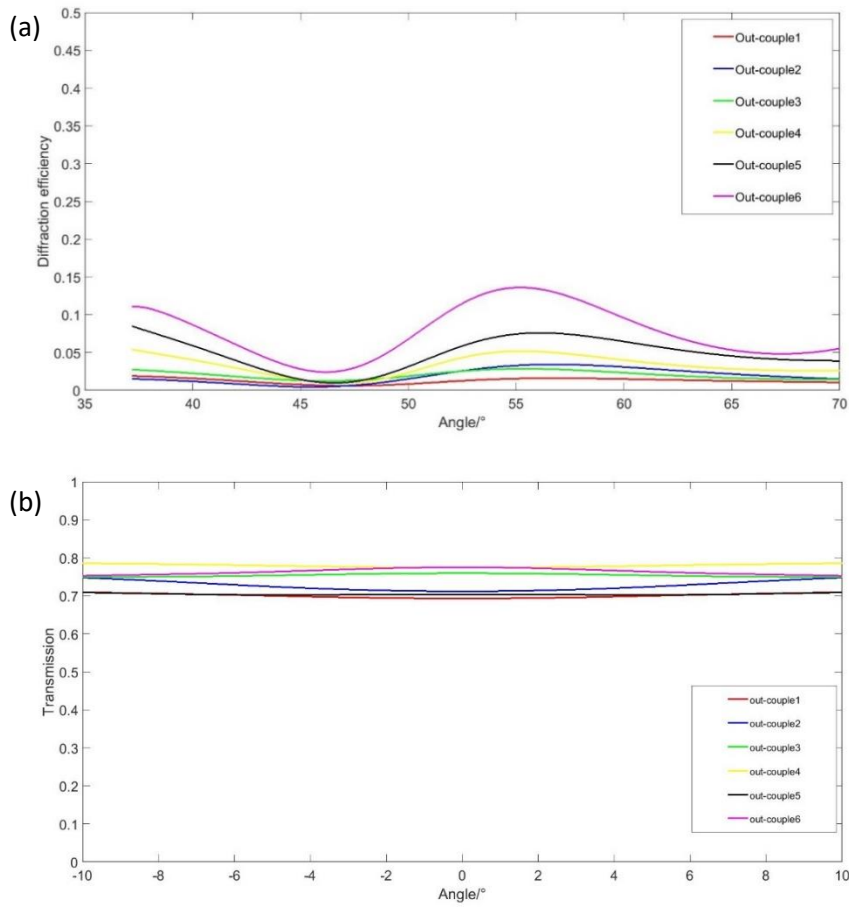 (a)
0.5
0.45
0.4
0.35
0.3
0.25
0.2
0.15
0.1
0.05
0
Diffraction efficiency
35 40 45 50 55 60 65 70
Angle/°
Out-couple1
Out-couple2
Out-couple3
Out-couple4
Out-couple5
Out-couple6
(b)
1
0.9
0.8
0.7
0.6
0.5
0.4
0.3
0.2
0.1
0
Transmission
-10 -8 -6 -4 -2 0 2 4 6 8 10
Angle/°
out-couple1
out-couple2
out-couple3
out-couple4
out-couple5
out-couple6